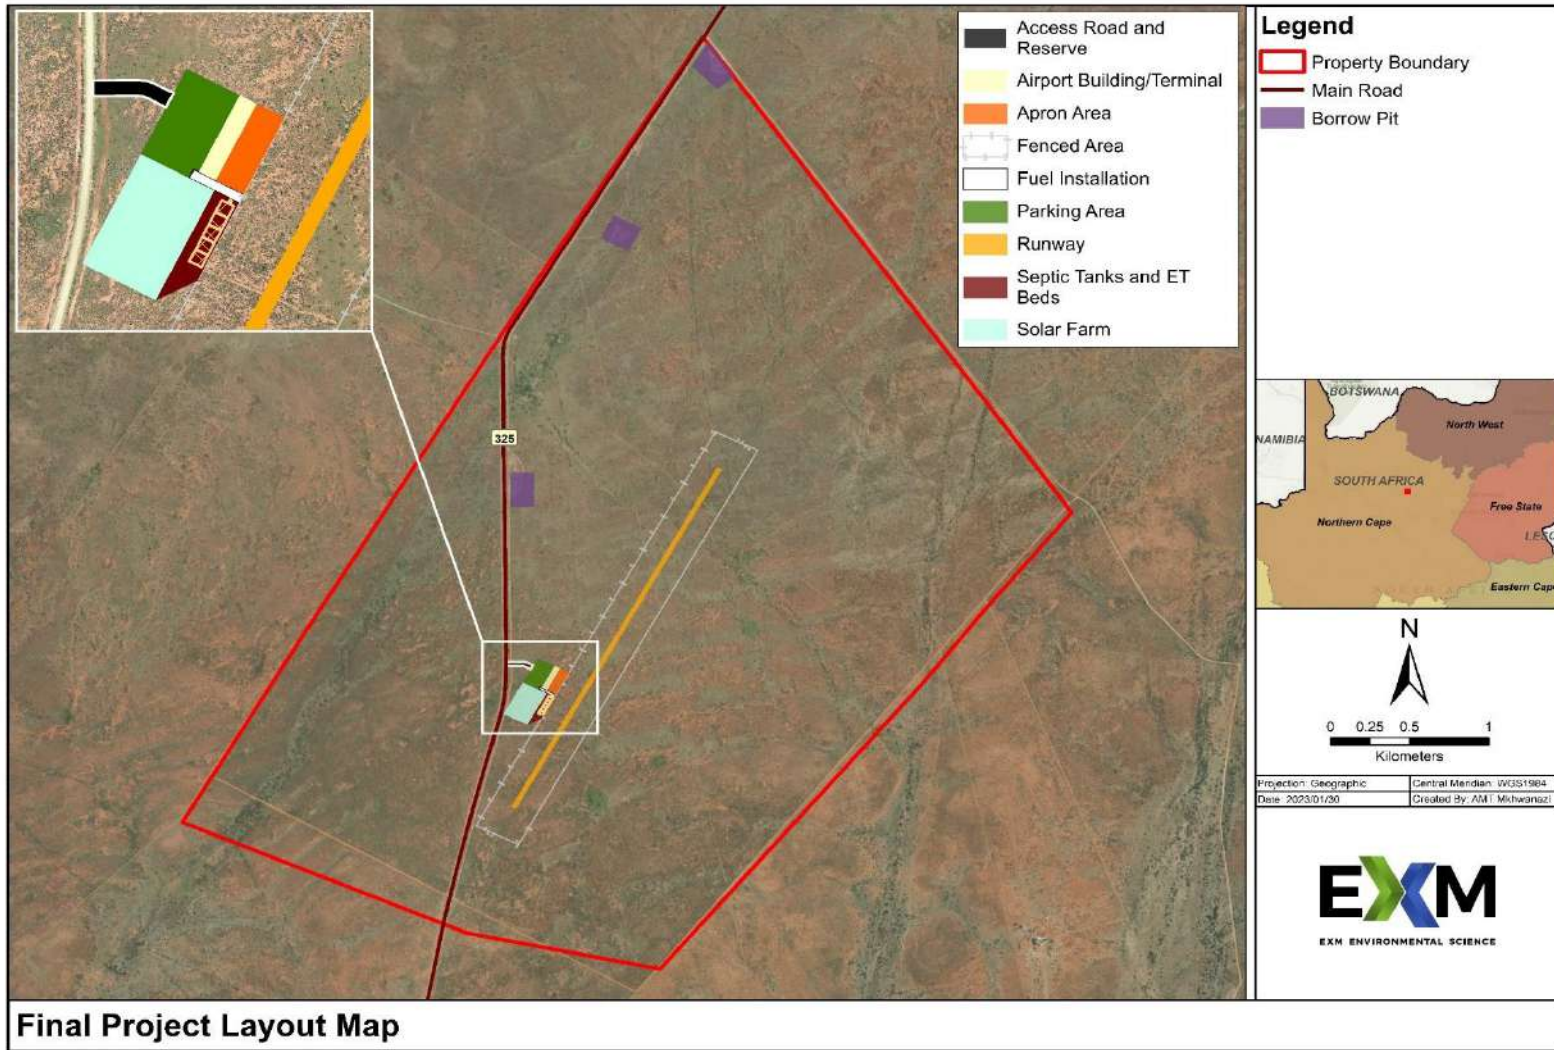 Access Road and
Reserve
Airport Building/Terminal
Apron Area
Fenced Area
Fuel Installation
Parking Area
Runway
Septic Tanks and ET
Beds
Solar Farm
325
Legend
Property Boundary
Main Road
Borrow Pit
BOTSWANA
NAMIBIA
North West
SOUTH AFRICA
Northern Cape
Free State
LESO
Eastern Cape
N
0 0.25 0.5 1
Kilometers
Projection: Geographic
Central Meridian: WGS1984
Date: 2023/01/30
Created By: AMT Mkhwanazi
EXM
EXM ENVIRONMENTAL SCIENCE
Final Project Layout Map